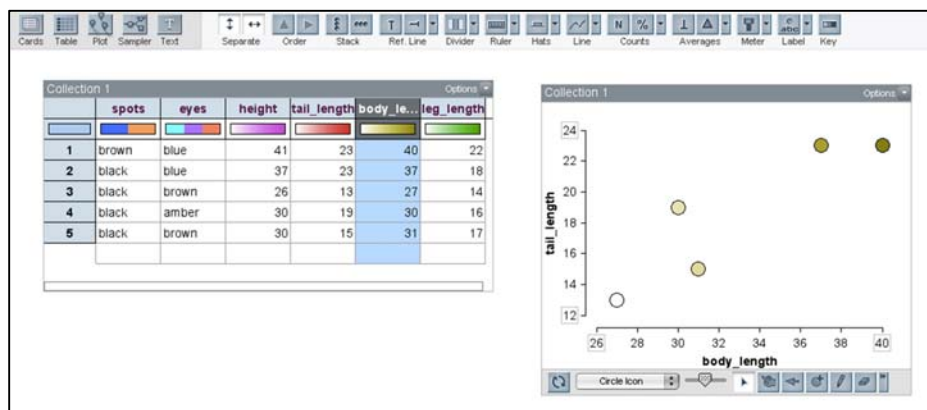 Cards Table Plot Sampler Text Separate Order Stack Ref. Line Divider Ruler Hats Line Counts Averages Meter Label Key
N % abc
Collection 1 Options
spots eyes height tail_length body_le... leg_length
1 brown blue 41 23 40 22
2 black blue 37 23 37 18
3 black brown 26 13 27 14
4 black amber 30 19 30 16
5 black brown 30 15 31 17
Collection 1 Options
24
22
20
18
16
14
12
tail_length
26 28 30 32 34 36 38 40
body_length
Circle Icon